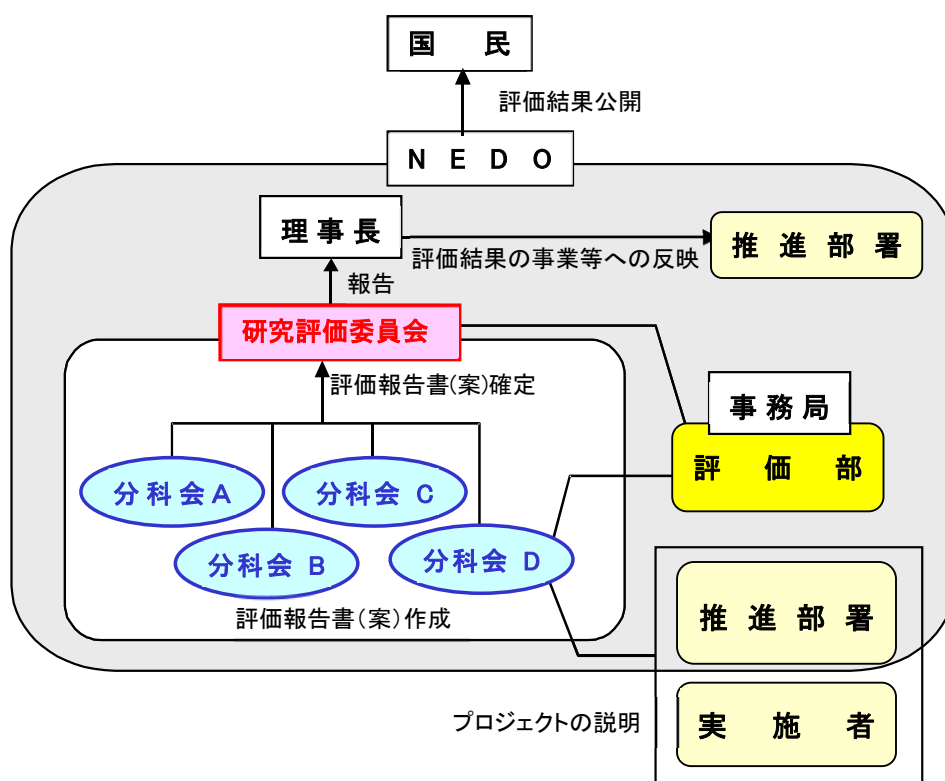 国　民
評価結果公開
ＮＥＤＯ
理事長
評価結果の事業等への反映
推進部署
報告
研究評価委員会
評価報告書(案)確定
事務局
評　価　部
分科会A
分科会 C
分科会 B
分科会 D
評価報告書(案)作成
推進部署
プロジェクトの説明
実　施　者